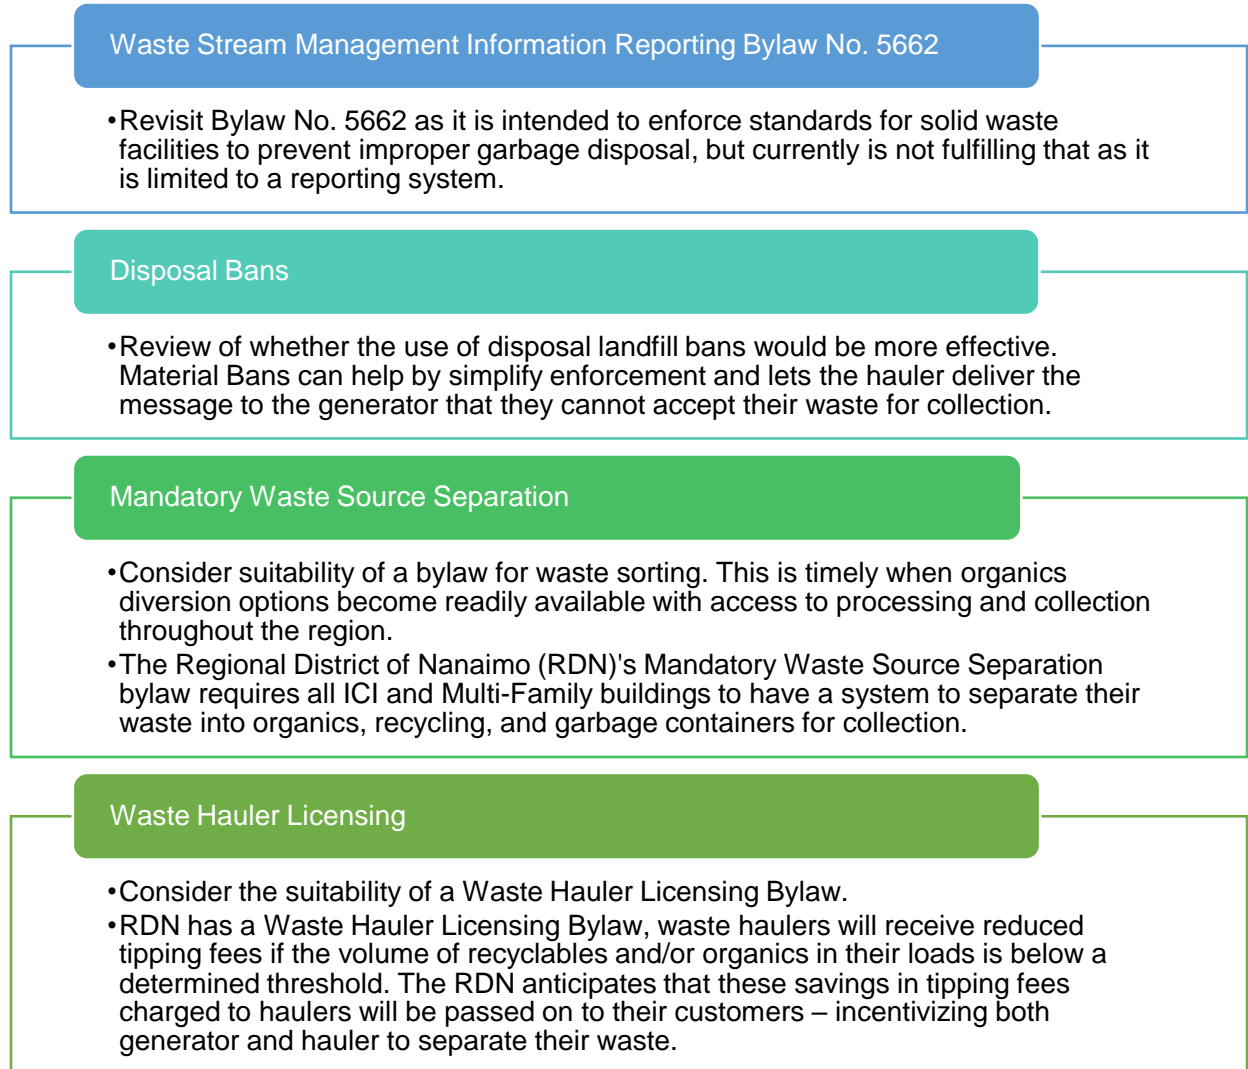 Waste Stream Management Information Reporting Bylaw No. 5662
•Revisit Bylaw No. 5662 as it is intended to enforce standards for solid waste
facilities to prevent improper garbage disposal, but currently is not fulfilling that as it
is limited to a reporting system.
Disposal Bans
•Review of whether the use of disposal landfill bans would be more effective.
Material Bans can help by simplify enforcement and lets the hauler deliver the
message to the generator that they cannot accept their waste for collection.
Mandatory Waste Source Separation
•Consider suitability of a bylaw for waste sorting. This is timely when organics
diversion options become readily available with access to processing and collection
throughout the region.
•The Regional District of Nanaimo (RDN)'s Mandatory Waste Source Separation
bylaw requires all ICI and Multi-Family buildings to have a system to separate their
waste into organics, recycling, and garbage containers for collection.
Waste Hauler Licensing
•Consider the suitability of a Waste Hauler Licensing Bylaw.
•RDN has a Waste Hauler Licensing Bylaw, waste haulers will receive reduced
tipping fees if the volume of recyclables and/or organics in their loads is below a
determined threshold. The RDN anticipates that these savings in tipping fees
charged to haulers will be passed on to their customers – incentivizing both
generator and hauler to separate their waste.